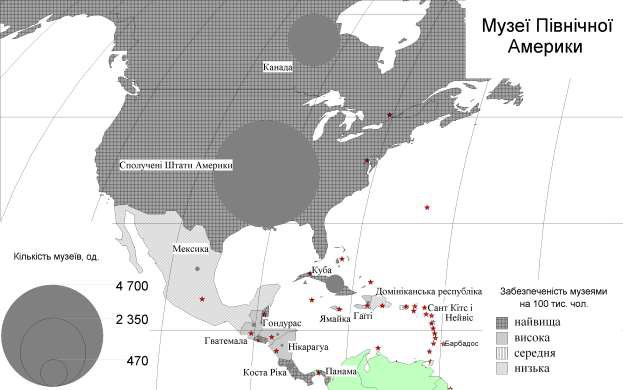 Музеї Північної
Америки
Канада
Сполучені Штати Америки
Мексика
Кількість музеїв, од.
4 700
2 350
470
Куба
Домініканська республіка
Гаїті
Ямайка
Сант Кітс і
Нейвіс
Барбадос
Гондурас
Гватемала
Нікарагуа
Коста Ріка
Панама
Забезпеченість музеями
на 100 тис. чол.
найвища
висока
середня
низька